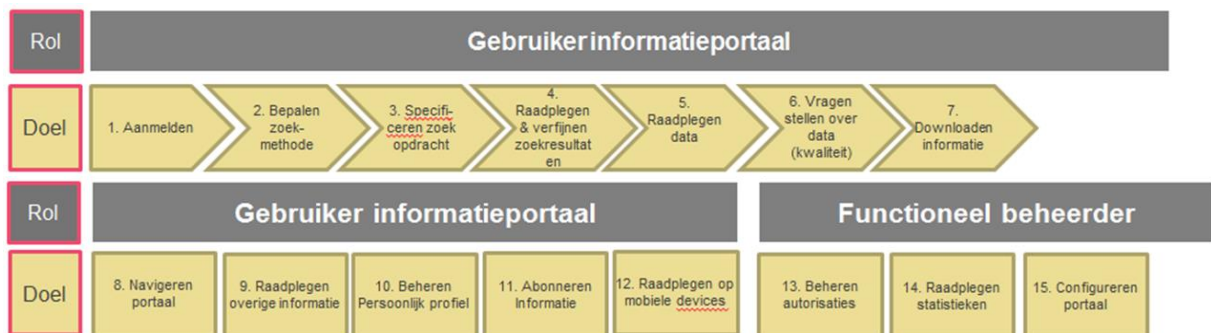 Rol
Gebruiker informatieportaal
Doel
1. Aanmelden
2. Bepalen
zoek-
methode
3. Specifi-
ceren zoek
opdracht
4.
Raadplegen
& verfijnen
zoekresultat
en
5.
Raadplegen
data
6. Vragen
stellen over
data
(kwaliteit)
7.
Downloaden
informatie
Rol
Gebruiker informatieportaal
Functioneel beheerder
Doel
8. Navigeren
portaal
9. Raadplegen
overige informatie
10. Beheren
Persoonlijk profiel
11. Abonneren
Informatie
12. Raadplegen op
mobiele devices
13. Beheren
autorisaties
14. Raadplegen
statistieken
15. Configureren
portaal